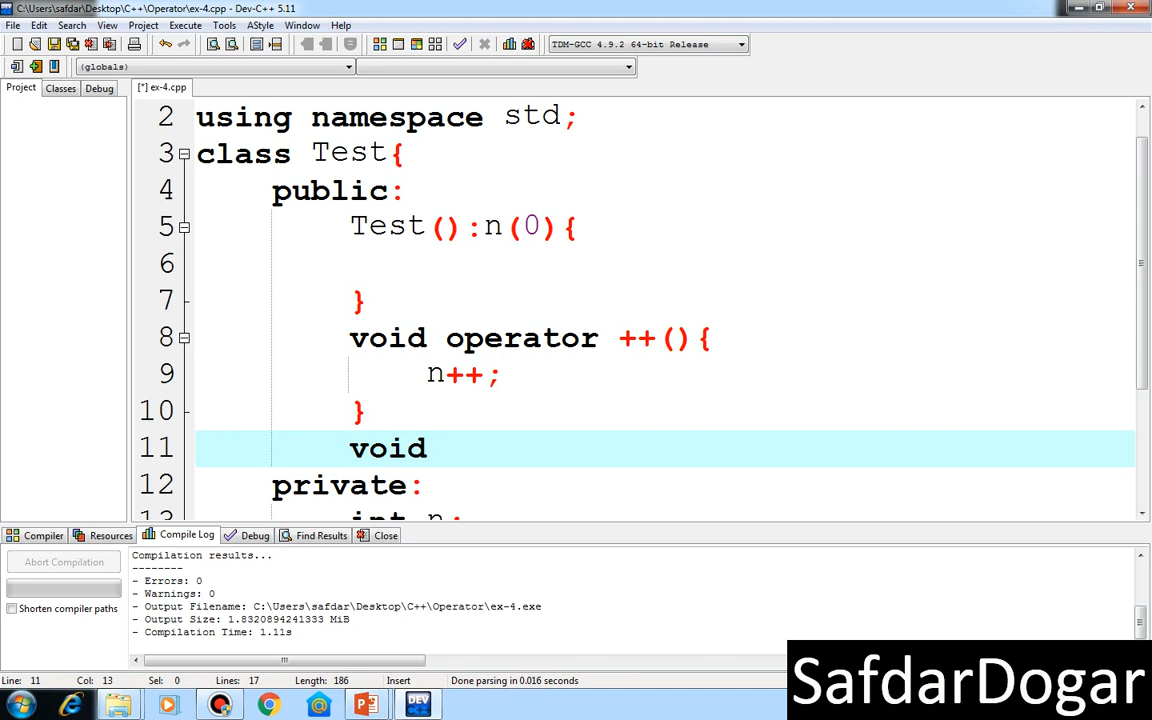 C:\Users\safdar\Desktop\C++\Operator\ex-4.cpp - Dev-C++ 5.11
File Edit Search View Project Execute Tools AStyle Window Help
TDM-GCC 4.9.2 64-bit Release
(globals)
Project Classes Debug [*] ex-4.cpp
2 using namespace std;
3 class Test{
4 public:
5 Test():n(0){
6
7 }
8 void operator ++(){
9 n++;
10 }
11 void
12 private:
13 int n;
Compiler Resources Compile Log Debug Find Results Close
Abort Compilation
Shorten compiler paths
Compilation results...
--------
- Errors: 0
- Warnings: 0
- Output Filename: C:\Users\safdar\Desktop\C++\Operator\ex-4.exe
- Output Size: 1.8320894241333 MiB
- Compilation Time: 1.11s
Line: 11 Col: 13 Sel: 0 Lines: 17 Length: 186 Insert Done parsing in 0.016 seconds
DEV
SafdarDogar